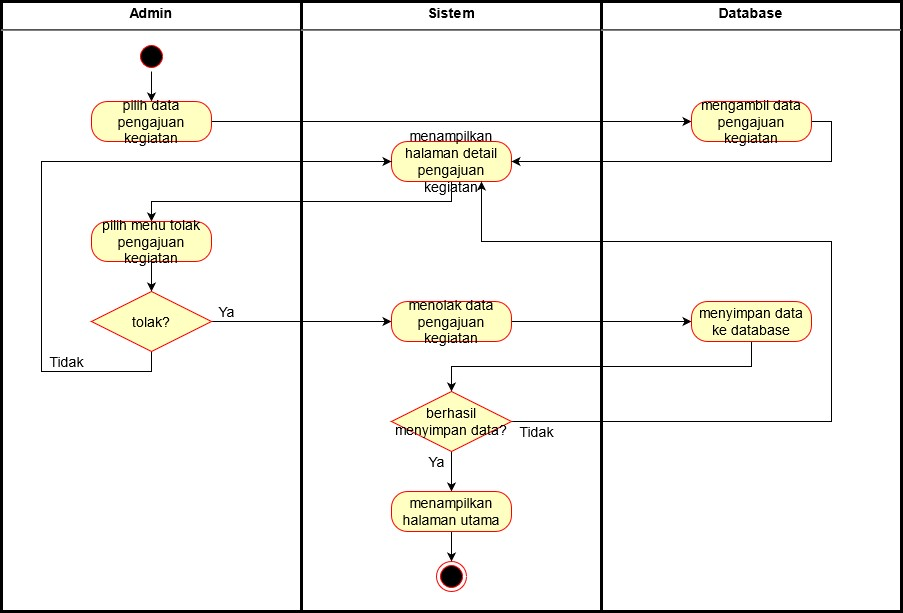 Admin
Sistem
Database
pilih data
pengajuan
kegiatan
mengambil data
pengajuan
kegiatan
menampilkan
halaman detail
pengajuan
kegiatan
pilih menu tolak
pengajuan
kegiatan
tolak?
Ya
Tidak
menolak data
pengajuan
kegiatan
menyimpan data
ke database
berhasil
menyimpan data?
Tidak
Ya
menampilkan
halaman utama